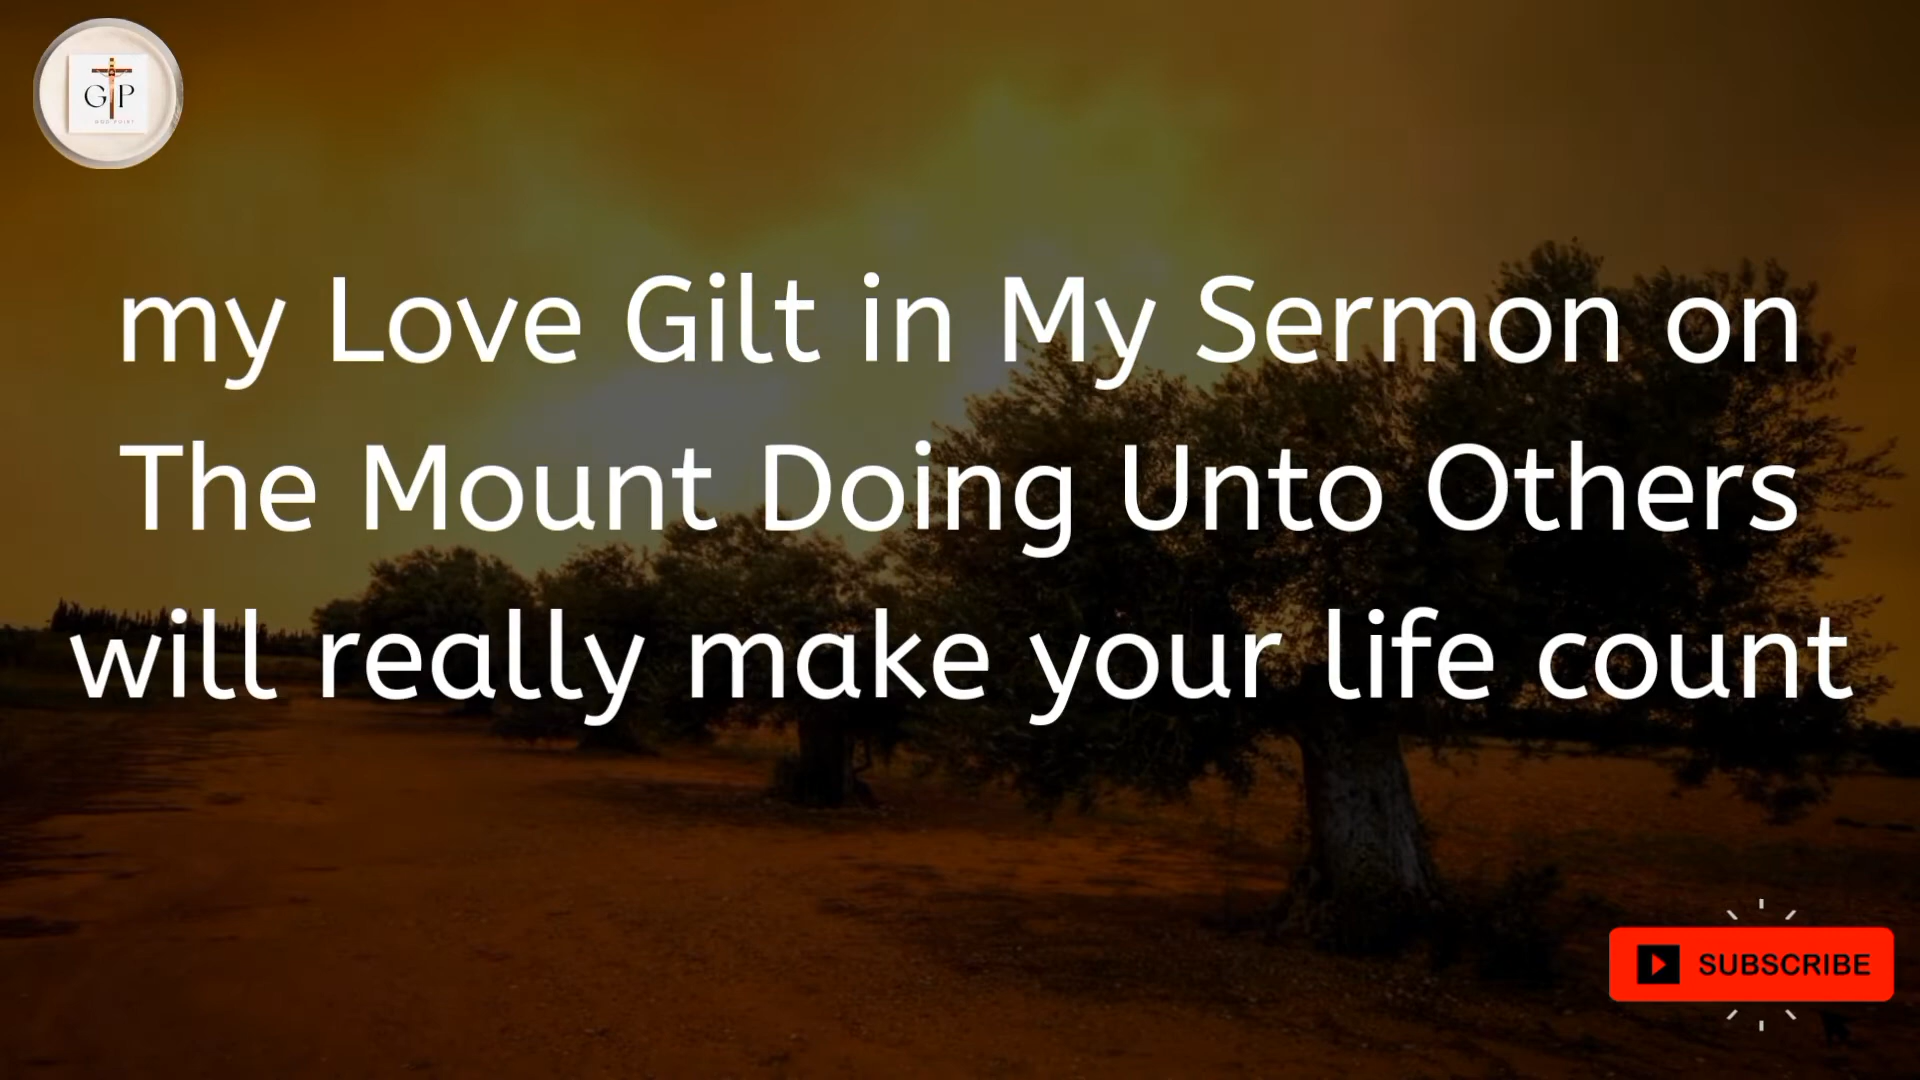 G P
my Love Gilt in My Sermon on
The Mount Doing Unto Others
will really make your life count
SUBSCRIBE